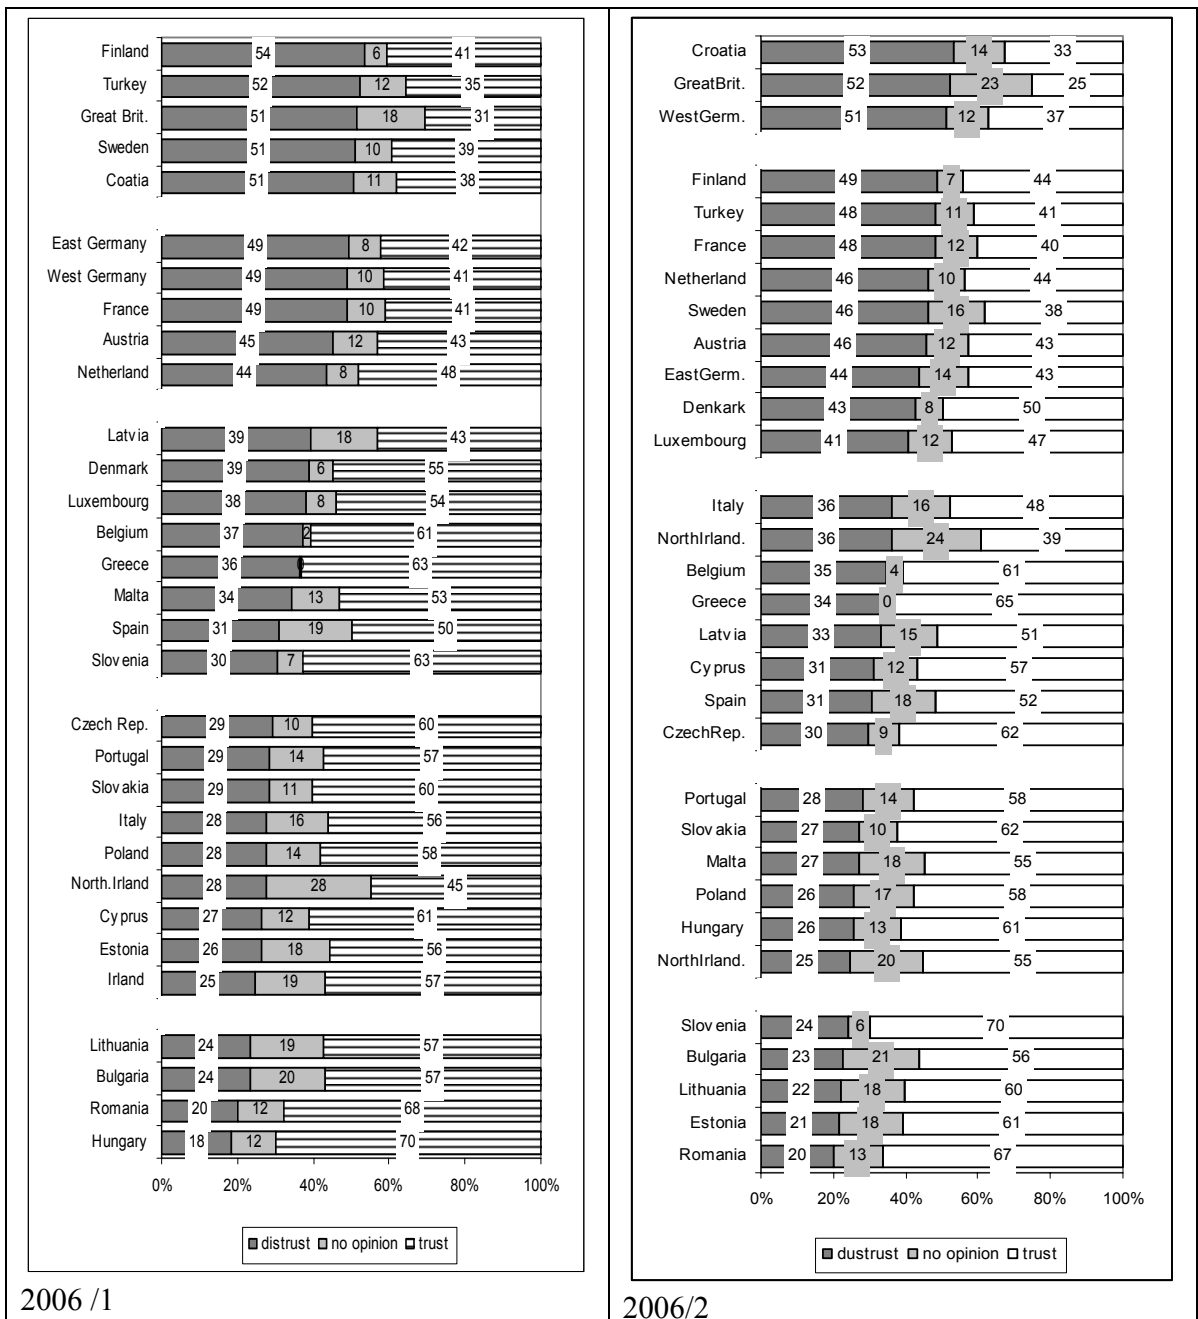 Finland 54 6 41
Turkey 52 12 35
Great Brit. 51 18 31
Sweden 51 10 39
Coatia 51 11 38
East Germany 49 8 42
West Germany 49 10 41
France 49 10 41
Austria 45 12 43
Netherland 44 8 48
Latvia 39 18 43
Denmark 39 6 55
Luxembourg 38 8 54
Belgium 37 2 61
Greece 36 0 63
Malta 34 13 53
Spain 31 19 50
Slovenia 30 7 63
Czech Rep. 29 10 60
Portugal 29 14 57
Slovakia 29 11 60
Italy 28 16 56
Poland 28 14 58
North.Irland 28 28 45
Cyprus 27 12 61
Estonia 26 18 56
Irland 25 19 57
Lithuania 24 19 57
Bulgaria 24 20 57
Romania 20 12 68
Hungary 18 12 70
0% 20% 40% 60% 80% 100%
distrust no opinion trust
2006 /1
Croatia 53 14 33
GreatBrit. 52 23 25
WestGerm. 51 12 37
Finland 49 7 44
Turkey 48 11 41
France 48 12 40
Netherland 46 10 44
Sweden 46 16 38
Austria 46 12 43
EastGerm. 44 14 43
Denkark 43 8 50
Luxembourg 41 12 47
Italy 36 16 48
NorthIrland. 36 24 39
Belgium 35 4 61
Greece 34 0 65
Latvia 33 15 51
Cyprus 31 12 57
Spain 31 18 52
CzechRep. 30 9 62
Portugal 28 14 58
Slovakia 27 10 62
Malta 27 18 55
Poland 26 17 58
Hungary 26 13 61
NorthIrland. 25 20 55
Slovenia 24 6 70
Bulgaria 23 21 56
Lithuania 22 18 60
Estonia 21 18 61
Romania 20 13 67
0% 20% 40% 60% 80% 100%
dustrust no opinion trust
2006/2